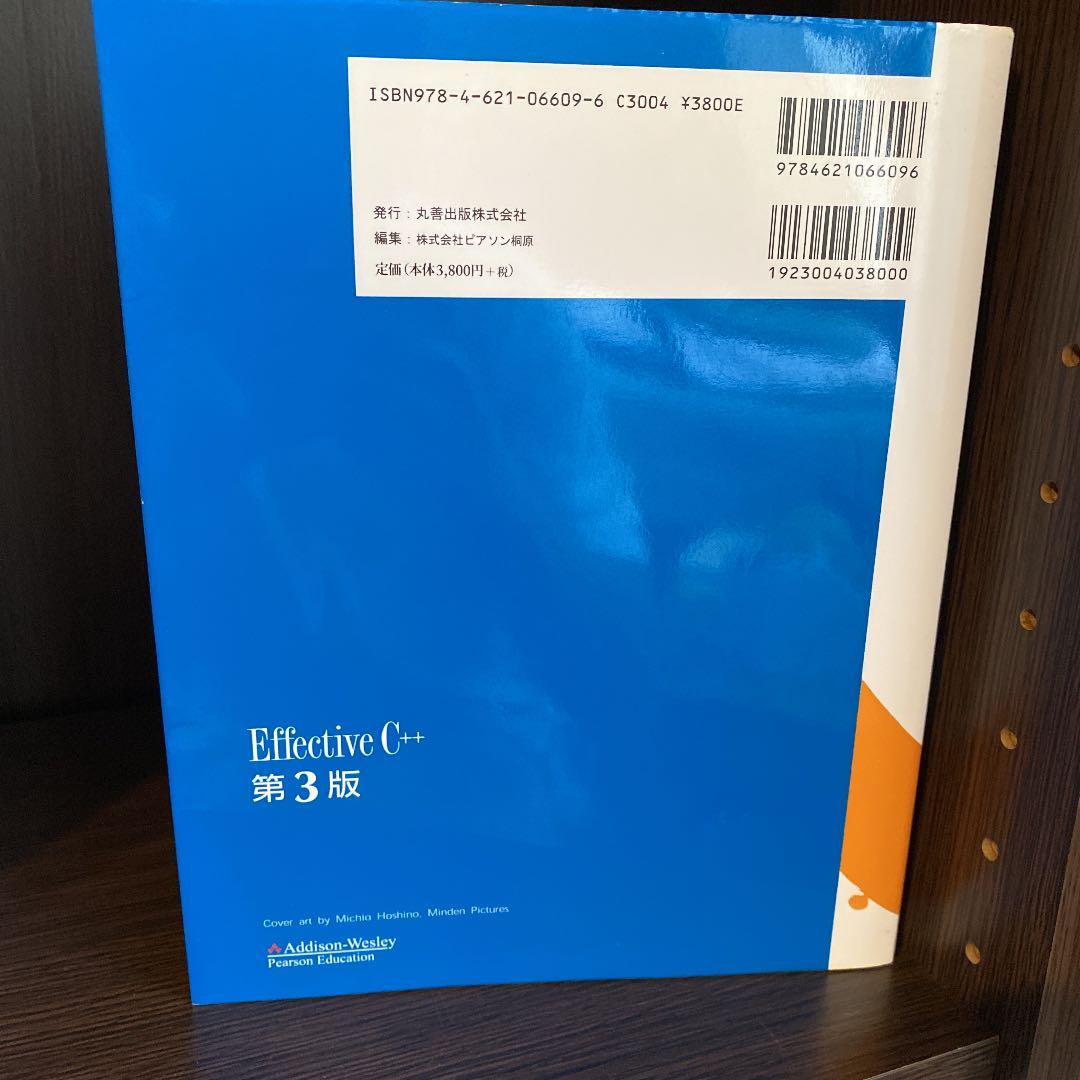 ISBN978-4-621-06609-6 C3004 ¥3800E
9784621066096
発行：丸善出版株式会社
編集：株式会社ピアソン桐原
定価（本体3,800円＋税）
1923004038000
Effective C++
第3版
Cover art by Michio Hoshino, Minden Pictures
Addison-Wesley
Pearson Education